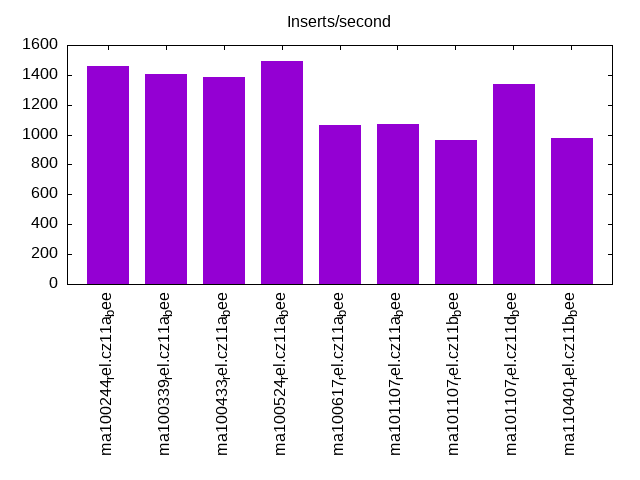 Inserts/second
1600
1400
1200
1000
800
600
400
200
0
ma100244rel.cz11abee
ma100339rel.cz11abee
ma100433rel.cz11abee
ma100524rel.cz11abee
ma100617rel.cz11abee
ma101107rel.cz11abee
ma101107rel.cz11bbee
ma101107rel.cz11dbee
ma110401rel.cz11bbee